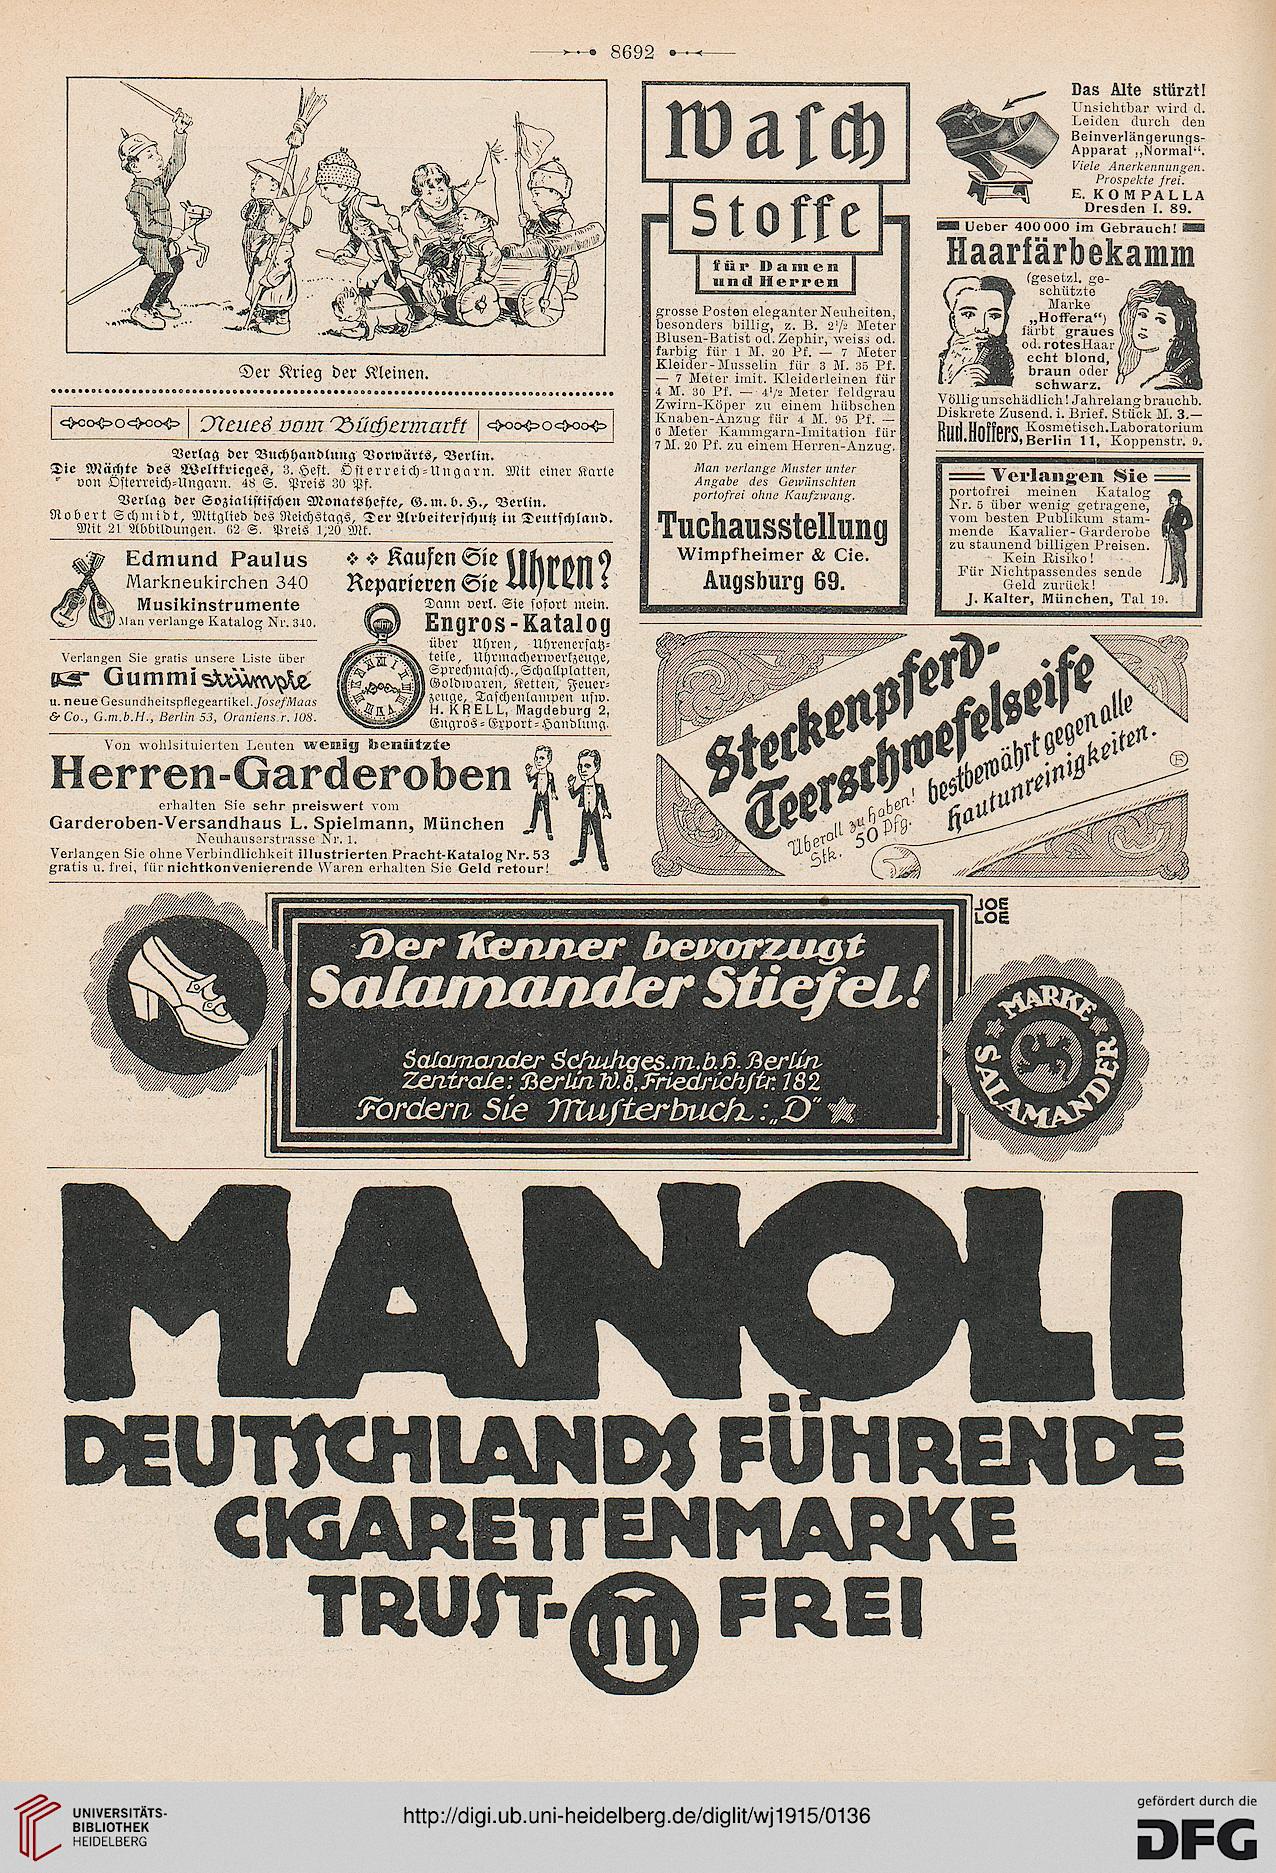 8692
Der Krieg der Kleinen.
Neues vom Büchermarkt
Verlag der Buchhandlung Vorwärts, Berlin.
Die Mächte des Weltkrieges, 3. Heft. Österreich-Ungarn. Mit einer Karte
von Österreich-Ungarn. 48 S. Preis 30 Pf.
Verlag der Sozialistischen Monatshefte, G. m. b. H., Berlin.
Robert Schmidt, Mitglied des Reichstags, Der Arbeiterschutz in Deutschland.
Mit 21 Abbildungen. 62 S. Preis 1,20 Mk.
Edmund Paulus
Markneukirchen 340
Musikinstrumente
Man verlange Katalog Nr. 340.
Verlangen Sie gratis unsere Liste über
Gummistrümpfe
u. neue Gesundheitspflegeartikel. Josef Maas
& Co., G.m.b.H., Berlin 53, Oranienstr. 108.
Kaufen Sie
Reparieren Sie
Uhren?
Dann verl. Sie sofort mein.
Engros-Katalog
über Uhren, Uhrenersatz-
teile, Uhrmacherwerkzeuge,
Sprechmasch., Schallplatten,
Goldwaren, Ketten, Feuer-
zeuge, Taschenlampen usw.
H. KRELL, Magdeburg 2,
Engros-Export-Handlung.
Von wohlsituierten Leuten wenig benützte
Herren-Garderoben
erhalten Sie sehr preiswert vom
Garderoben-Versandhaus L. Spielmann, München
Neuhauserstrasse Nr. 1.
Verlangen Sie ohne Verbindlichkeit illustrierten Pracht-Katalog Nr. 53
gratis u. frei, für nichtkonvenierende Waren erhalten Sie Geld retour!
Wasch
Stoffe
für Damen
und Herren
grosse Posten eleganter Neuheiten,
besonders billig, z. B. 2½ Meter
Blusen-Batist od. Zephir, weiss od.
farbig für 1 M. 20 Pf. — 7 Meter
Kleider-Musselin für 3 M. 35 Pf.
— 7 Meter imit. Kleiderleinen für
4 M. 30 Pf. — 4½ Meter feldgrau
Zwirn-Köper zu einem hübschen
Knaben-Anzug für 4 M. 95 Pf. —
6 Meter Kammgarn-Imitation für
7 M. 20 Pf. zu einem Herren-Anzug.
Man verlange Muster unter
Angabe des Gewünschten
portofrei ohne Kaufzwang.
Tuchausstellung
Wimpfheimer & Cie.
Augsburg 69.
Das Alte stürzt!
Unsichtbar wird d.
Leiden durch den
Beinverlängerungs-
Apparat „Normal“.
Viele Anerkennungen.
Prospekte frei.
E. KOMPALLA
Dresden I. 89.
Ueber 400000 im Gebrauch!
Haarfärbekamm
(gesetzl. ge-
schützte
Marke
„Hoffera“)
färbt graues
od. rotes Haar
echt blond,
braun oder
schwarz.
Völlig unschädlich! Jahrelang brauchb.
Diskrete Zusend. i. Brief. Stück M. 3.—
Rud. Hoffers, Kosmetisch. Laboratorium
Berlin 11, Koppenstr. 9.
Verlangen Sie
portofrei meinen Katalog
Nr. 5 über wenig getragene,
vom besten Publikum stam-
mende Kavalier-Garderobe
zu staunend billigen Preisen.
Kein Risiko!
Für Nichtpassendes sende
Geld zurück!
J. Kalter, München, Tal 19.
Steckenpferd-
Teerschwefelseife
bestbewährt gegen alle
Hautunreinigkeiten.
Überall zu haben!
Stk. 50 Pfg.
E
JOE
LOE
Der Kenner bevorzugt
Salamander Stiefel!
Salamander Schuhges.m.b.H. Berlin
Zentrale: Berlin W.8, Friedrichstr. 182
Fordern Sie Musterbuch: „D“
MARKE
SALAMANDER
MANOLI
DEUTSCHLANDS FÜHRENDE
CIGARETTENMARKE
TRUST- M FREI
UNIVERSITÄTS-
BIBLIOTHEK
HEIDELBERG
http://digi.ub.uni-heidelberg.de/diglit/wj1915/0136
gefördert durch die
DFG